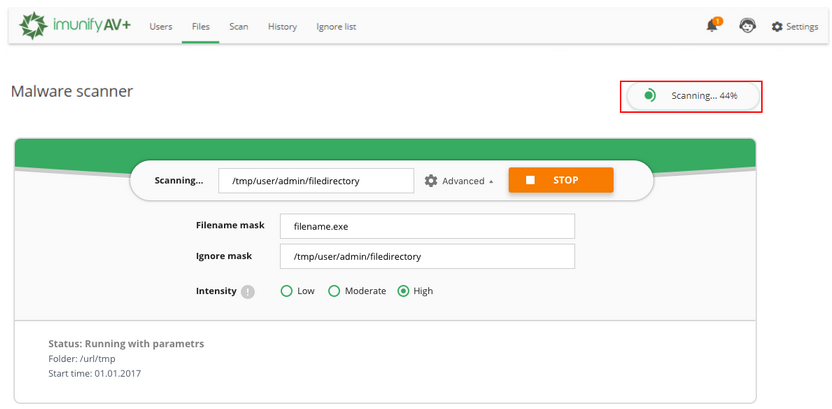 imunifyAV+ Users Files Scan History Ignore list 1 Settings
Malware scanner
Scanning... 44%
Scanning... /tmp/user/admin/filedirectory Advanced STOP
Filename mask filename.exe
Ignore mask /tmp/user/admin/filedirectory
Intensity ! Low Moderate High
Status: Running with parametrs
Folder: /url/tmp
Start time: 01.01.2017